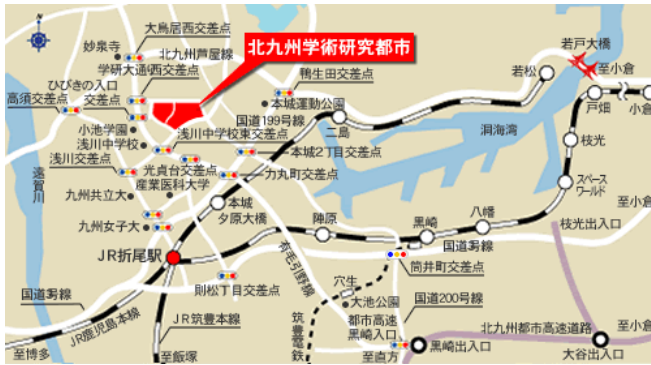 大鳥居西交差点
妙泉寺
北九州芦屋線
北九州学術研究都市
若戸大橋
至小倉
学研大通り西交差点
ひびきの入口
交差点
高須交差点
鴨生田交差点
若松
本城運動公園
国道199号線
二島
戸畑
小倉
小池学園
浅川中学校東交差点
浅川中学校
洞海湾
枝光
本城2丁目交差点
浅川交差点
光貞台交差点
力丸町交差点
産業医科大学
スペース
ワールド
遠賀川
九州共立大
本城
夕原大橋
至小倉
九州女子大
陣原
黒崎
八幡
枝光出入口
国道3号線
JR折尾駅
有毛引野線
筒井町交差点
則松丁目交差点
穴生
大池公園
国道200号線
国道3号線
JR鹿児島本線
JR筑豊本線
筑豊電鉄
都市高速
黒崎入口
北九州都市高速道路
至小倉
至博多
至飯塚
至直方
黒崎出入口
大谷出入口